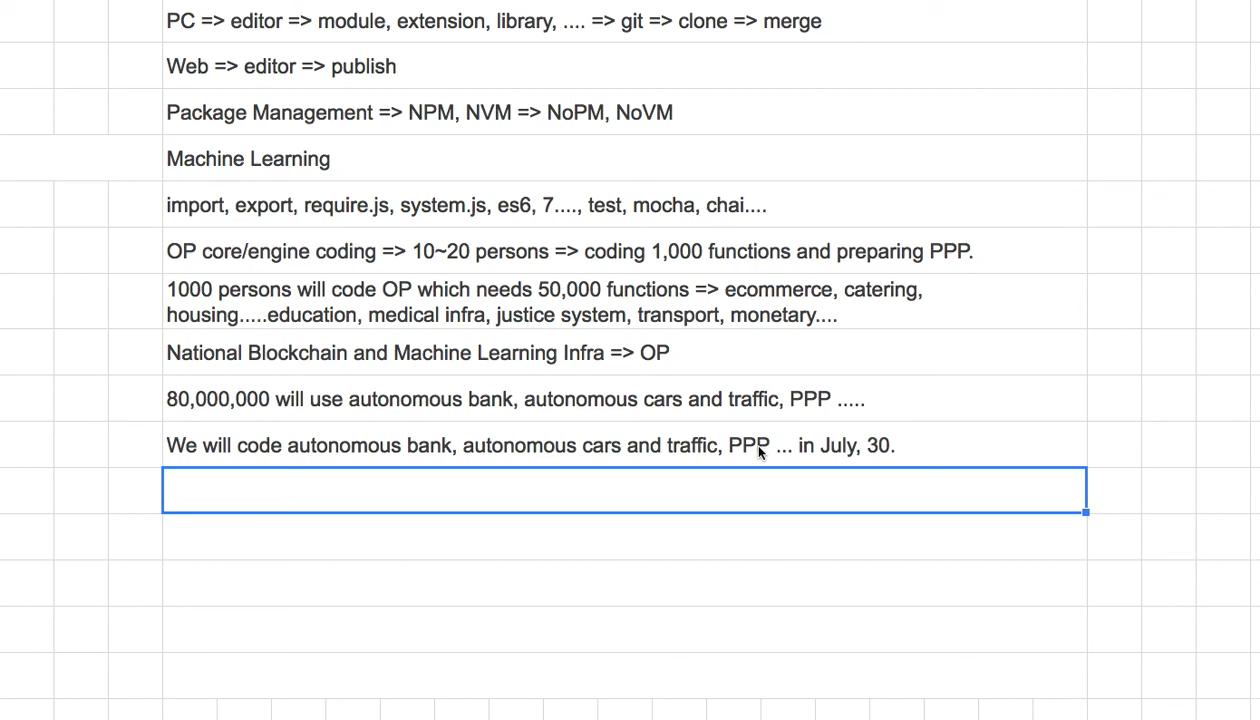 PC => editor => module, extension, library, .... => git => clone => merge
Web => editor => publish
Package Management => NPM, NVM => NoPM, NoVM
Machine Learning
import, export, require.js, system.js, es6, 7...., test, mocha, chai....
OP core/engine coding => 10~20 persons => coding 1,000 functions and preparing PPP.
1000 persons will code OP which needs 50,000 functions => ecommerce, catering,
housing.....education, medical infra, justice system, transport, monetary....
National Blockchain and Machine Learning Infra => OP
80,000,000 will use autonomous bank, autonomous cars and traffic, PPP .....
We will code autonomous bank, autonomous cars and traffic, PPP ... in July, 30.